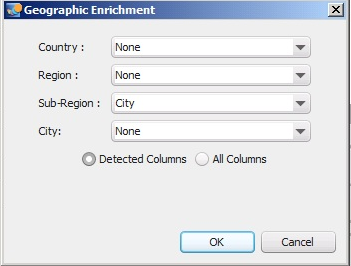 Geographic Enrichment
Country : None
Region : None
Sub-Region : City
City: None
Detected Columns All Columns
OK Cancel